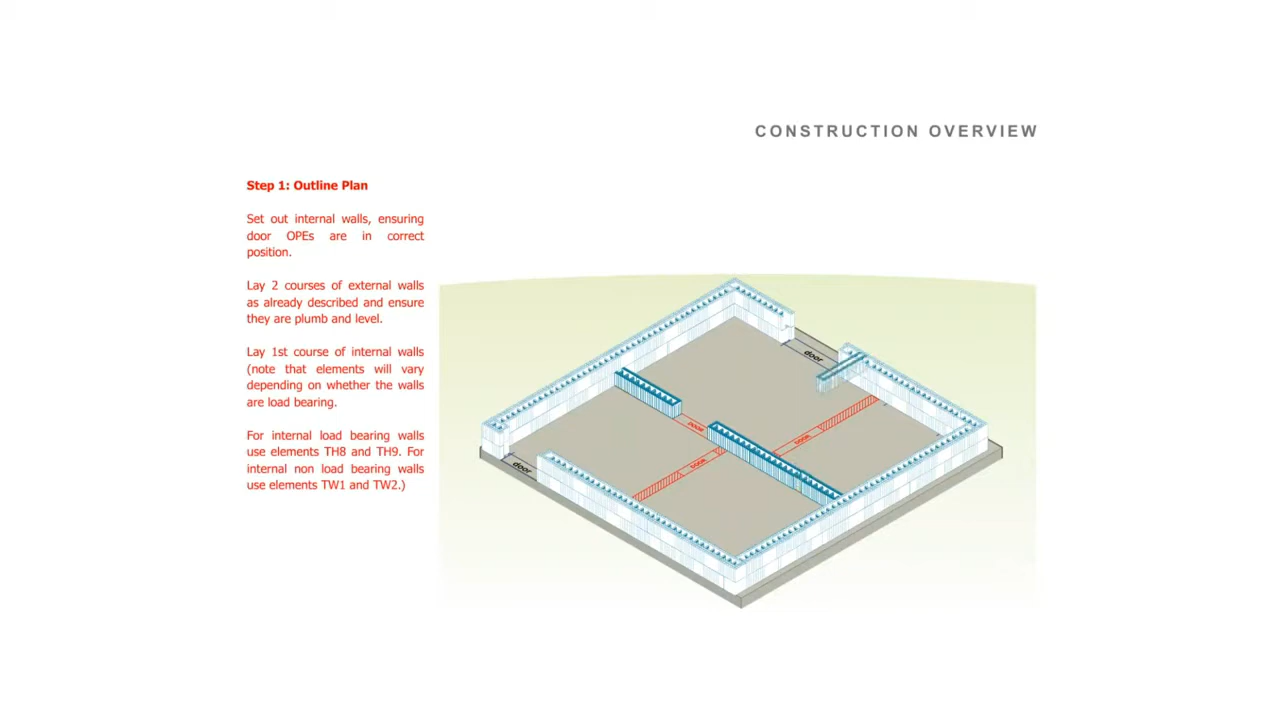 CONSTRUCTION OVERVIEW
Step 1: Outline Plan
Set out internal walls, ensuring
door OPEs are in correct
position.
Lay 2 courses of external walls
as already described and ensure
they are plumb and level.
Lay 1st course of internal walls
(note that elements will vary
depending on whether the walls
are load bearing.
For internal load bearing walls
use elements TH8 and TH9. For
internal non load bearing walls
use elements TW1 and TW2.)
door
DOOR
DOOR
DOOR
door